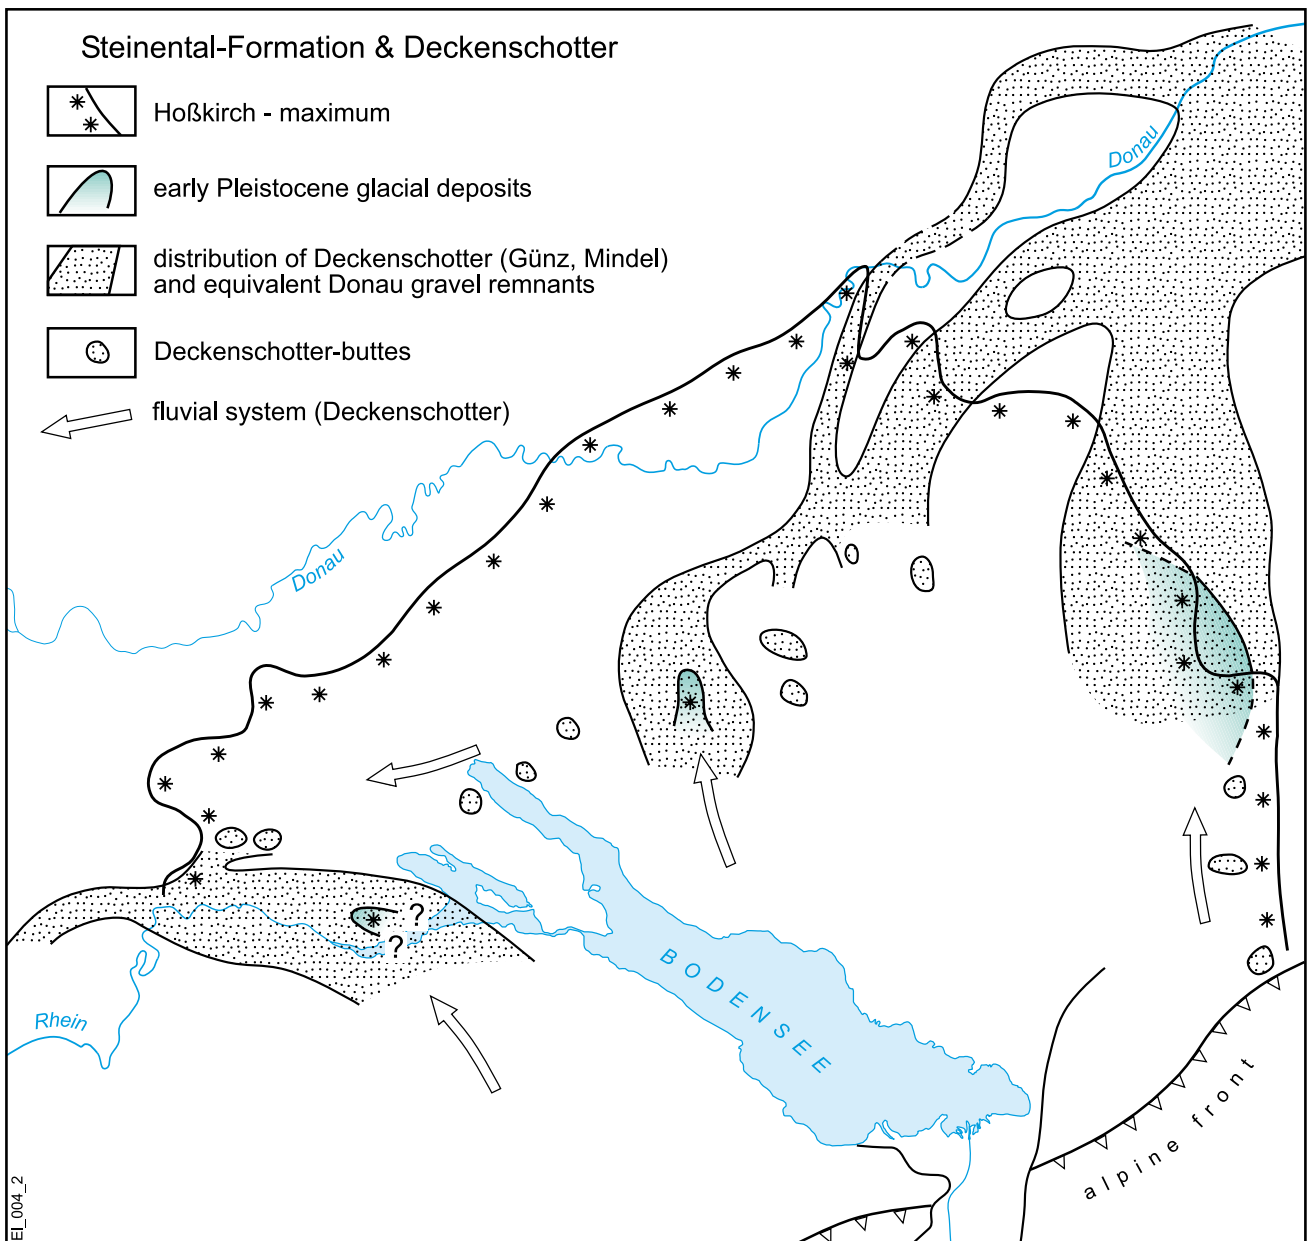 Steinental-Formation & Deckenschotter
Hoßkirch - maximum
early Pleistocene glacial deposits
distribution of Deckenschotter (Günz, Mindel)
and equivalent Donau gravel remnants
Deckenschotter-buttes
fluvial system (Deckenschotter)
Donau
Donau
?
?
BODENSEE
Rhein
alpine front
EI_004_2